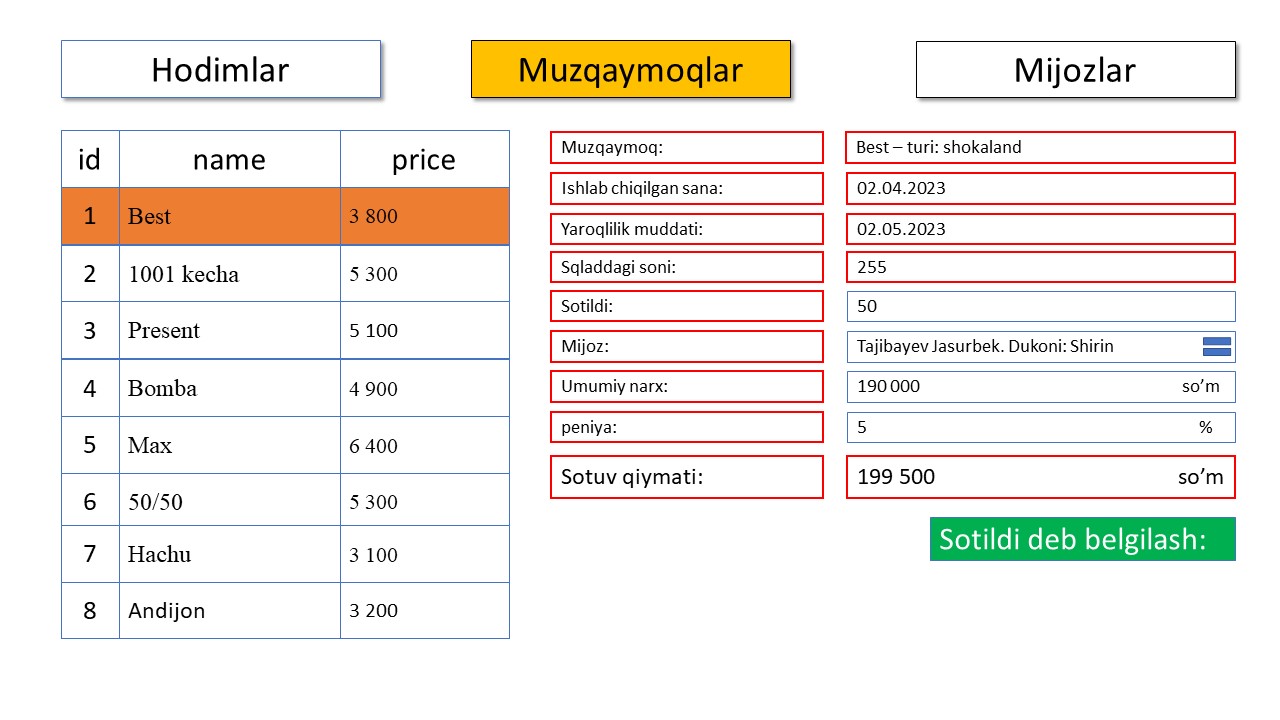 Hodimlar
Muzqaymoqlar
Mijozlar
id name price
1 Best 3 800
2 1001 kecha 5 300
3 Present 5 100
4 Bomba 4 900
5 Max 6 400
6 50/50 5 300
7 Hachu 3 100
8 Andijon 3 200
Muzqaymoq: Best – turi: shokaland
Ishlab chiqilgan sana: 02.04.2023
Yaroqlilik muddati: 02.05.2023
Sqladdagi soni: 255
Sotildi: 50
Mijoz: Tajibayev Jasurbek. Dukoni: Shirin
Umumiy narx: 190 000 so’m
peniya: 5 %
Sotuv qiymati: 199 500 so’m
Sotildi deb belgilash: